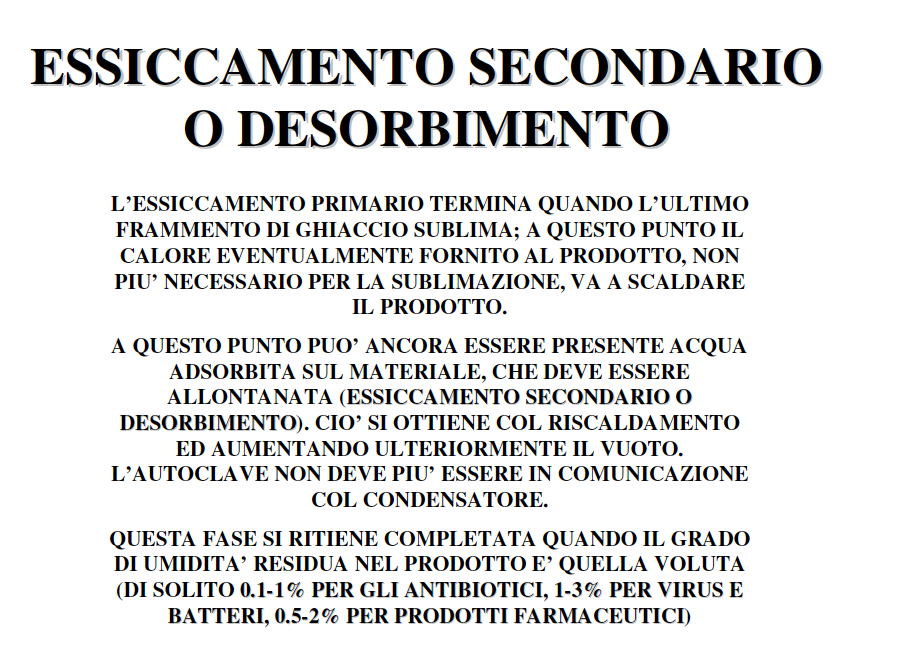 ESSICCAMENTO SECONDARIO
O DESORBIMENTO
L’ESSICCAMENTO PRIMARIO TERMINA QUANDO L’ULTIMO
FRAMMENTO DI GHIACCIO SUBLIMA; A QUESTO PUNTO IL
CALORE EVENTUALMENTE FORNITO AL PRODOTTO, NON
PIU’ NECESSARIO PER LA SUBLIMAZIONE, VA A SCALDARE
IL PRODOTTO.
A QUESTO PUNTO PUO’ ANCORA ESSERE PRESENTE ACQUA
ADSORBITA SUL MATERIALE, CHE DEVE ESSERE
ALLONTANATA (ESSICCAMENTO SECONDARIO O
DESORBIMENTO). CIO’ SI OTTIENE COL RISCALDAMENTO
ED AUMENTANDO ULTERIORMENTE IL VUOTO.
L’AUTOCLAVE NON DEVE PIU’ ESSERE IN COMUNICAZIONE
COL CONDENSATORE.
QUESTA FASE SI RITIENE COMPLETATA QUANDO IL GRADO
DI UMIDITA’ RESIDUA NEL PRODOTTO E’ QUELLA VOLUTA
(DI SOLITO 0.1-1% PER GLI ANTIBIOTICI, 1-3% PER VIRUS E
BATTERI, 0.5-2% PER PRODOTTI FARMACEUTICI)